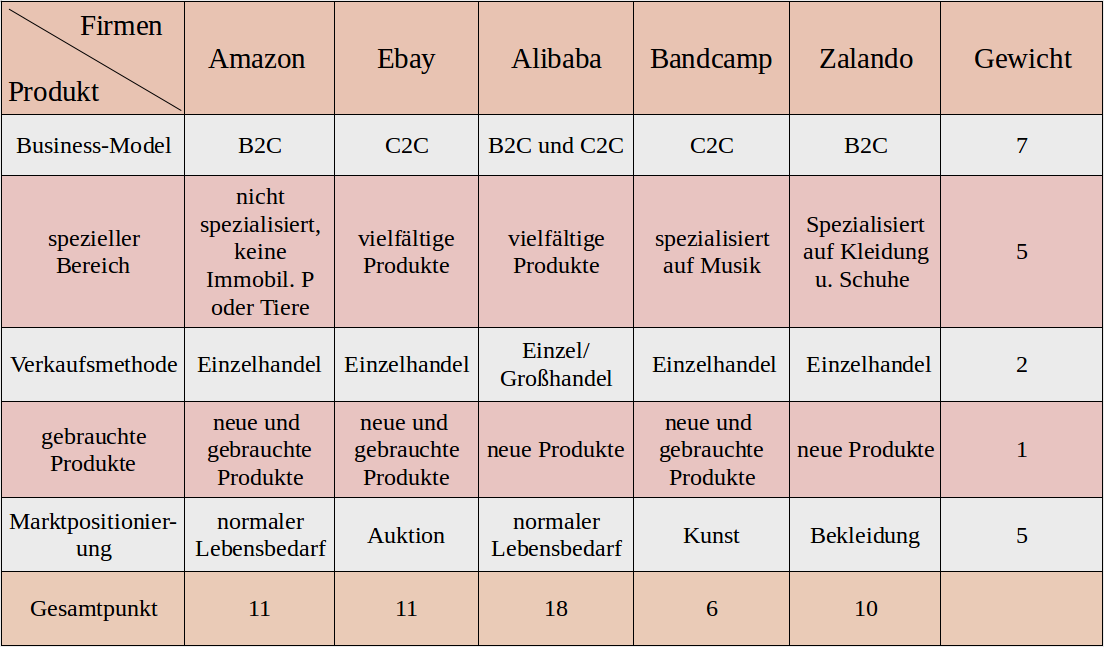 Firmen
Produkt
Amazon
Ebay
Alibaba
Bandcamp
Zalando
Gewicht
Business-Model
B2C
C2C
B2C und C2C
C2C
B2C
7
spezieller
Bereich
nicht
spezialisiert,
keine
Immobil. P
oder Tiere
vielfältige
Produkte
vielfältige
Produkte
spezialisiert
auf Musik
Spezialisiert
auf Kleidung
u. Schuhe
5
Verkaufsmethode
Einzelhandel
Einzelhandel
Einzel/
Großhandel
Einzelhandel
Einzelhandel
2
gebrauchte
Produkte
neue und
gebrauchte
Produkte
neue und
gebrauchte
Produkte
neue Produkte
neue und
gebrauchte
Produkte
neue Produkte
1
Marktpositionier-
ung
normaler
Lebensbedarf
Auktion
normaler
Lebensbedarf
Kunst
Bekleidung
5
Gesamtpunkt
11
11
18
6
10